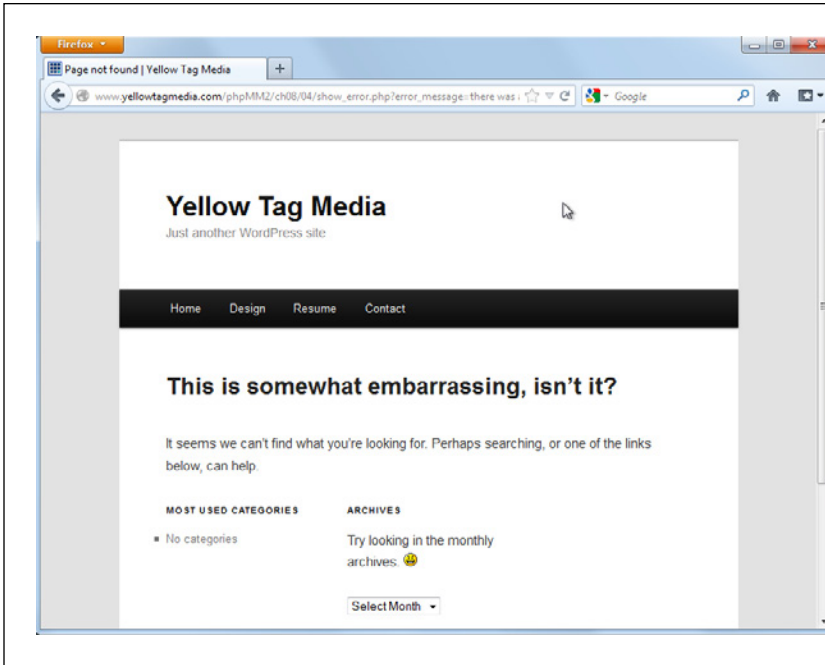 Firefox
Page not found | Yellow Tag Media
www.yellowtagmedia.com/phpMM2/ch08/04/show_error.php?error_message=there was
Google
Yellow Tag Media
Just another WordPress site
Home Design Resume Contact
This is somewhat embarrassing, isn't it?
It seems we can't find what you're looking for. Perhaps searching, or one of the links
below, can help.
MOST USED CATEGORIES ARCHIVES
No categories Try looking in the monthly
archives.
Select Month